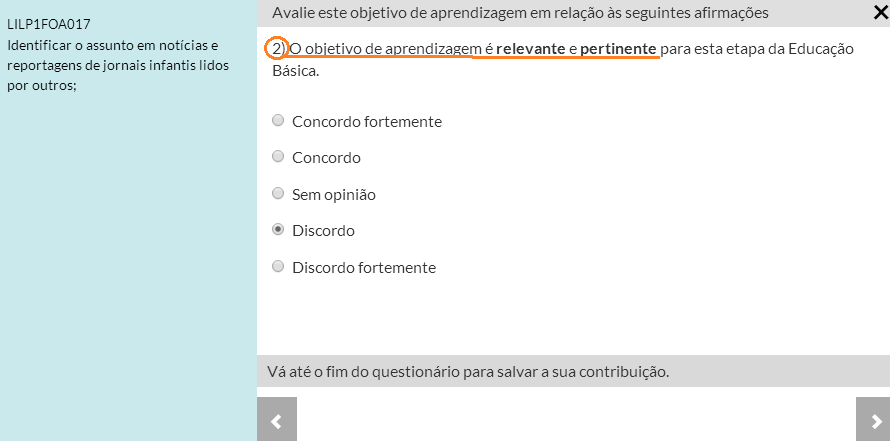 LILP1FOA017
Identificar o assunto em notícias e
reportagens de jornais infantis lidos
por outros;
Avalie este objetivo de aprendizagem em relação às seguintes afirmações
2) O objetivo de aprendizagem é relevante e pertinente para esta etapa da Educação
Básica.
Concordo fortemente
Concordo
Sem opinião
Discordo
Discordo fortemente
Vá até o fim do questionário para salvar a sua contribuição.